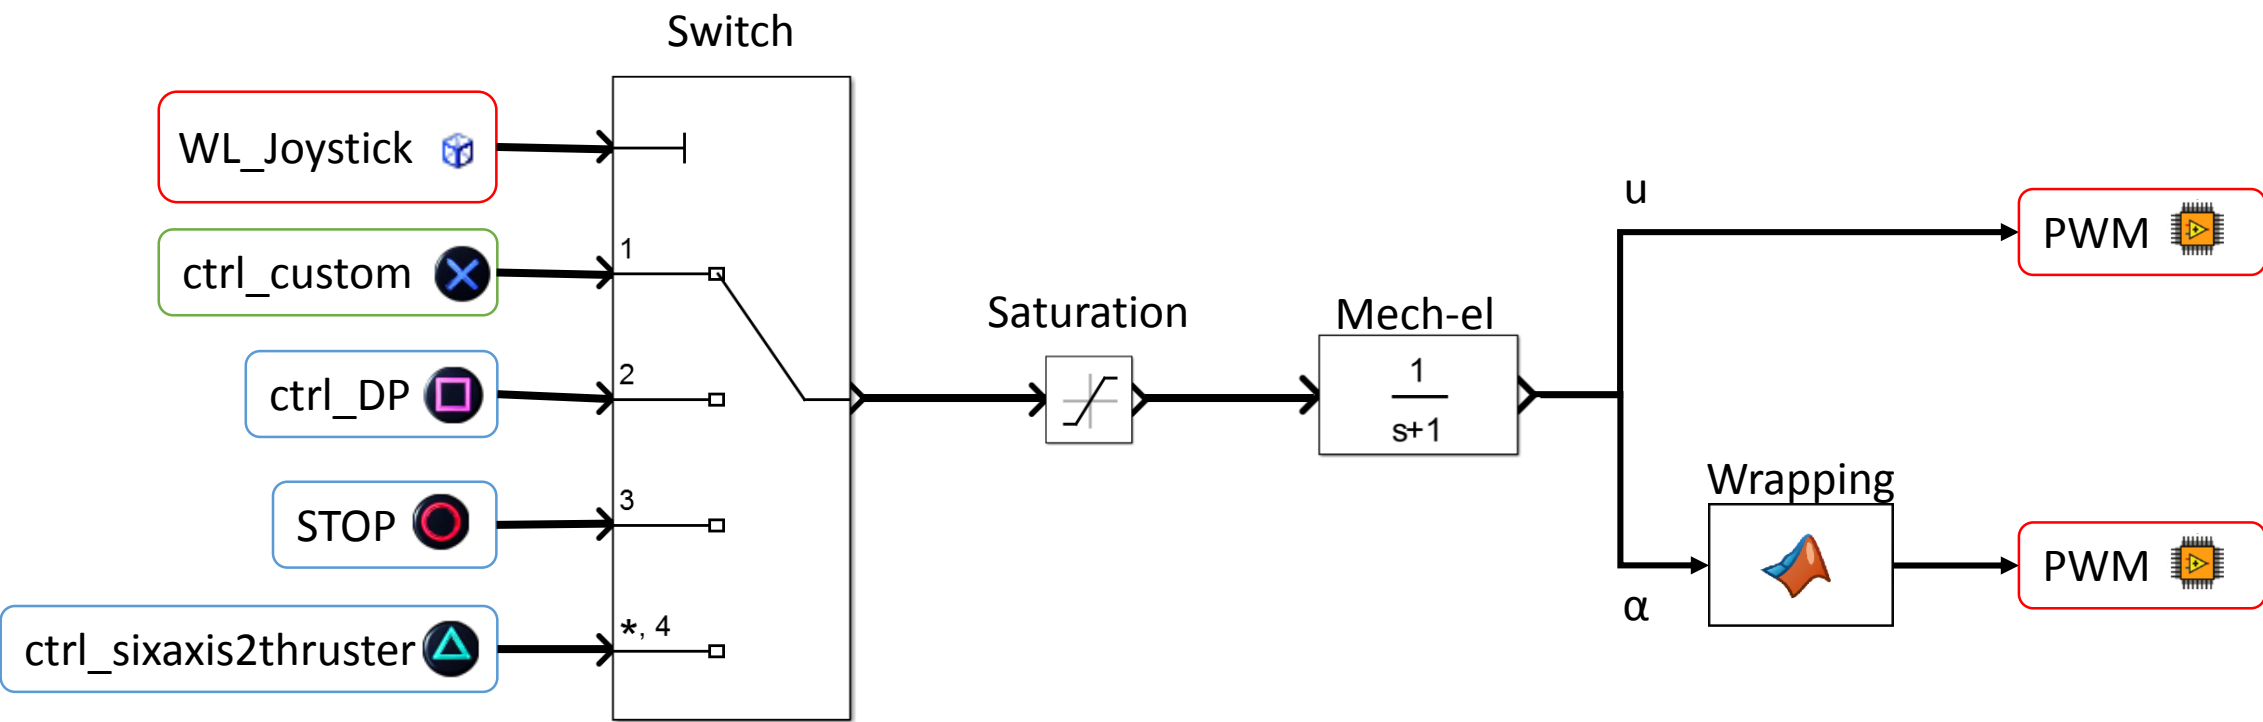 Switch
WL_Joystick
ctrl_custom
1
ctrl_DP
2
STOP
3
ctrl_sixaxis2thruster
*, 4
Saturation
Mech-el
1
s+1
u
PWM
Wrapping
α
PWM